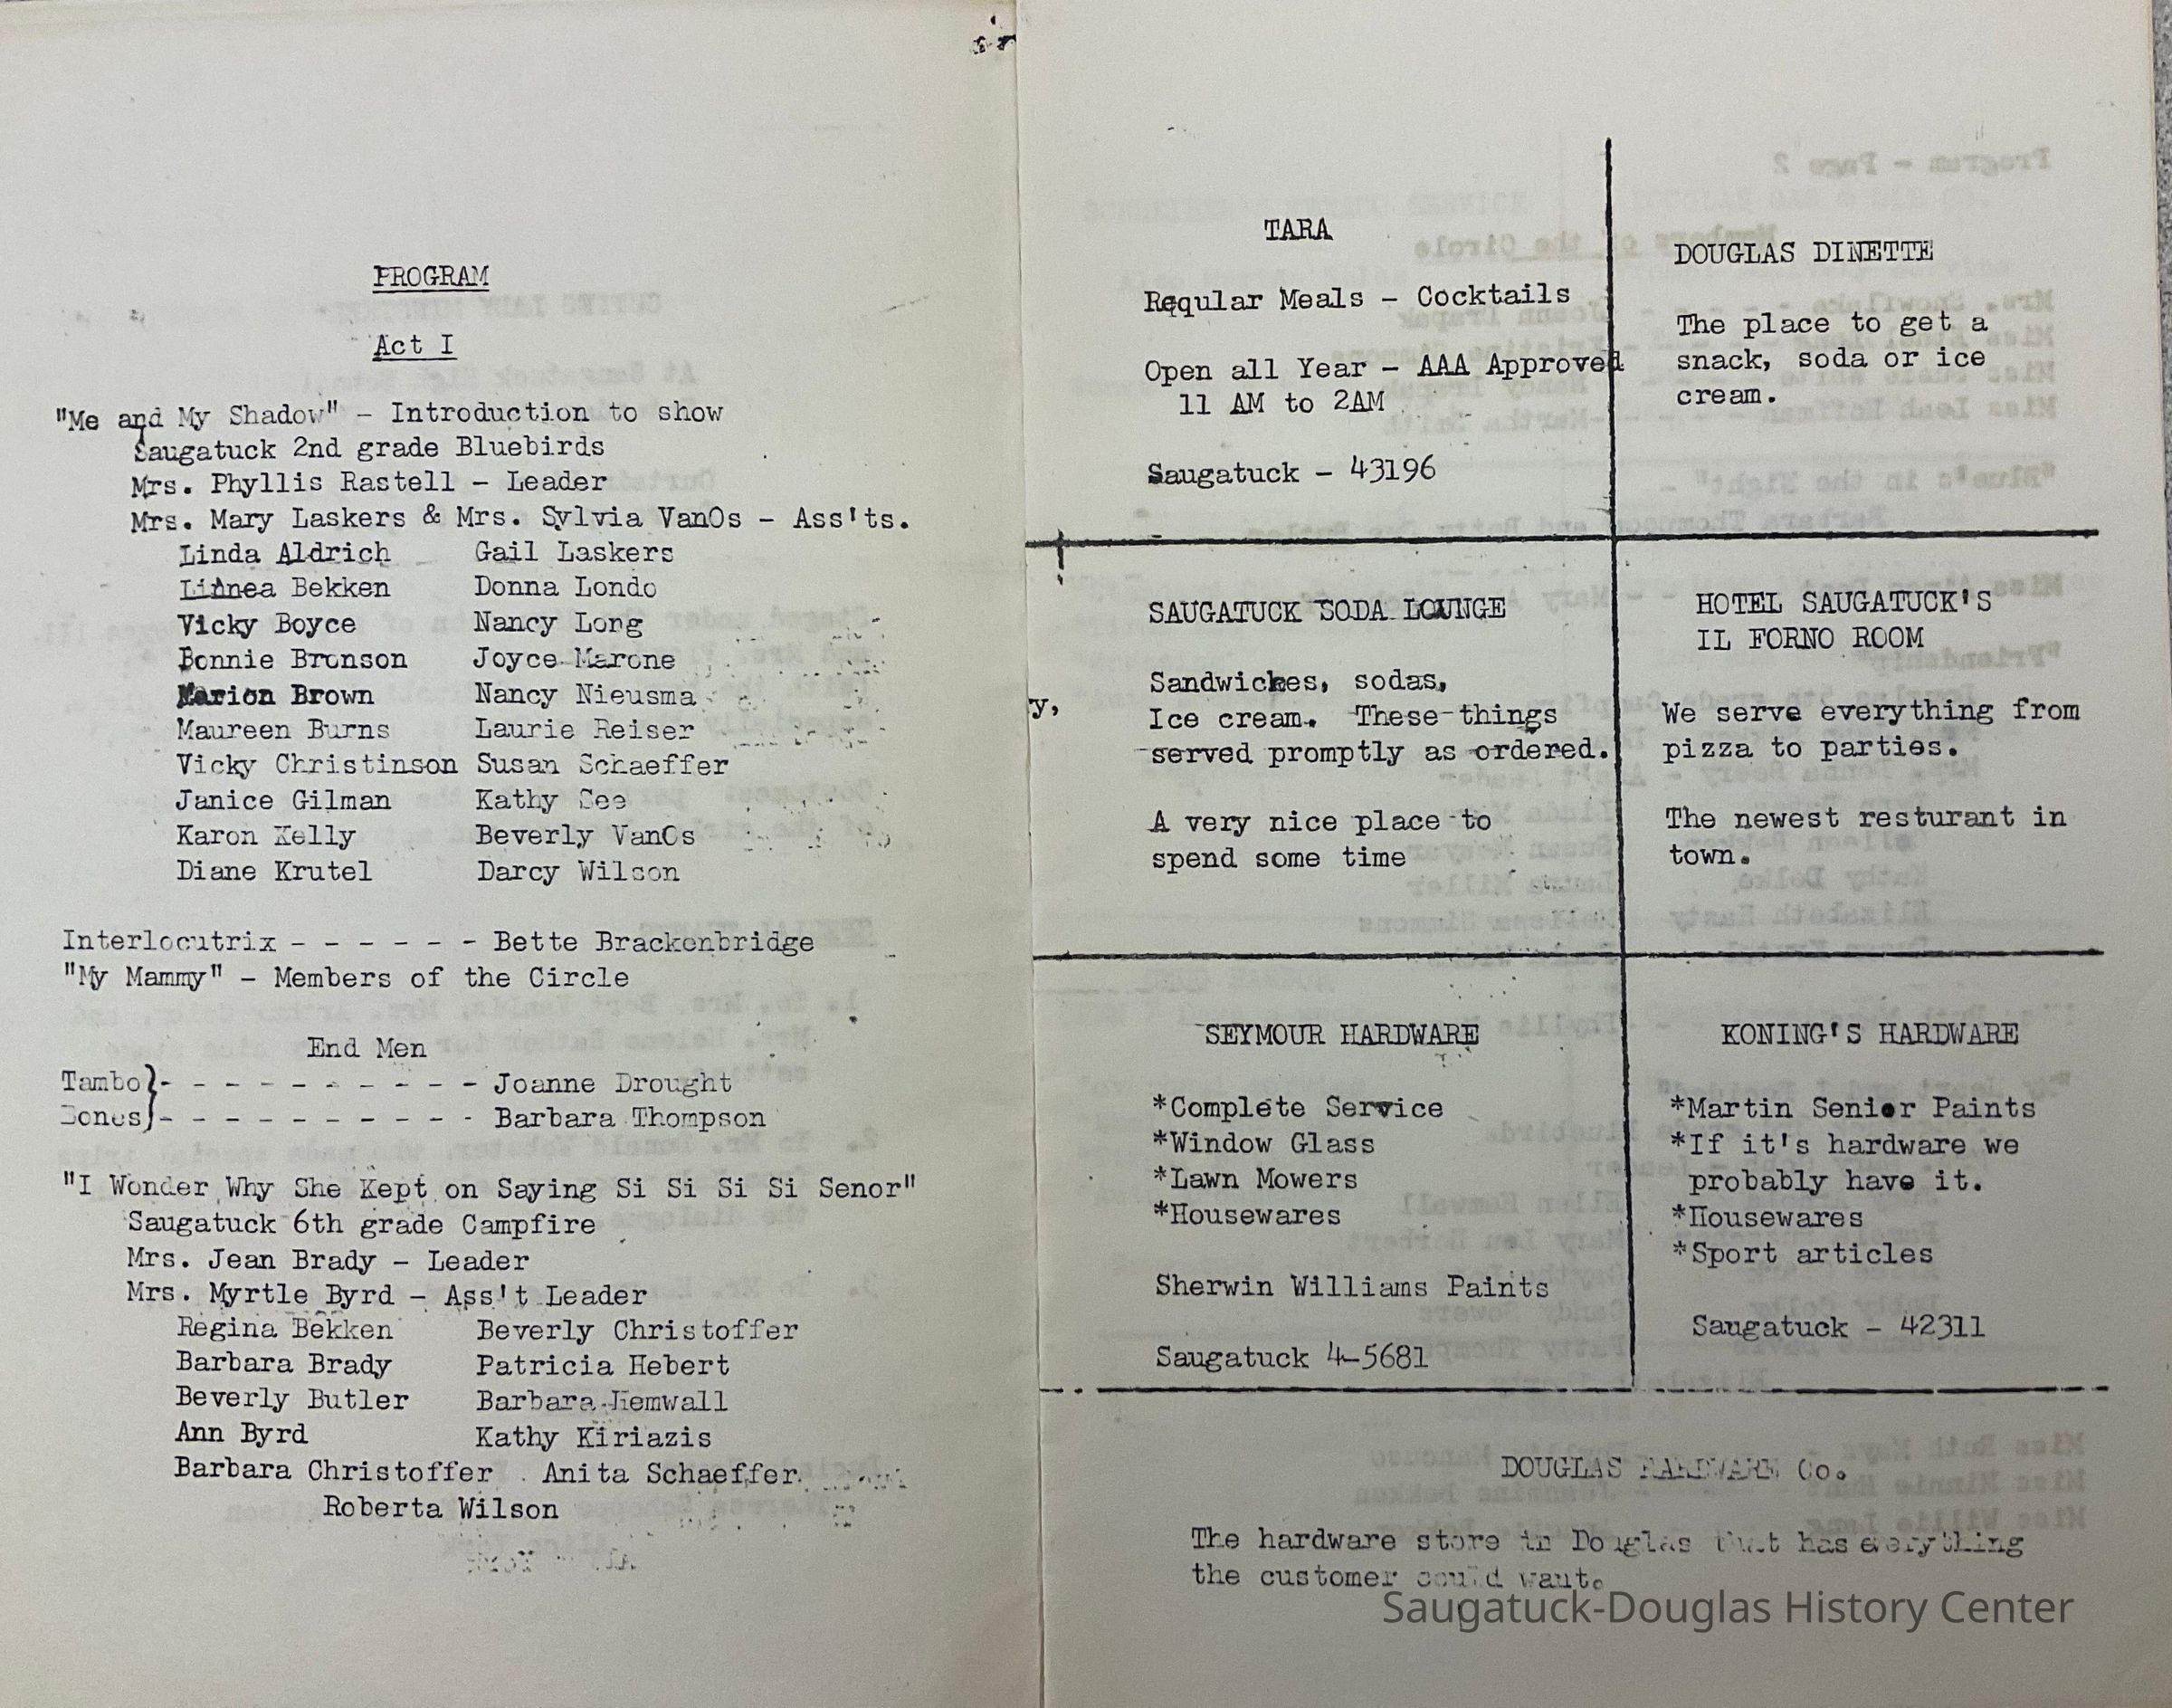 PROGRAM
Act I
"Me and My Shadow" - Introduction to show
Saugatuck 2nd grade Bluebirds
Mrs. Phyllis Rastell - Leader
Mrs. Mary Laskers & Mrs. Sylvia VanOs - Ass'ts.
Linda Aldrich Gail Laskers
Linnea Bekken Donna Londo
Vicky Boyce Nancy Long
Bonnie Bronson Joyce Marone
Marion Brown Nancy Nieusma
Maureen Burns Laurie Reiser
Vicky Christinson Susan Schaeffer
Janice Gilman Kathy See
Karon Kelly Beverly VanOs
Diane Krutel Darcy Wilson
Interlocutrix - - - - - - Bette Brackenbridge
"My Mammy" - Members of the Circle
End Men
Tambo}- - - - - - - - - - Joanne Drought
Bones}- - - - - - - - - - Barbara Thompson
"I Wonder Why She Kept on Saying Si Si Si Si Senor"
Saugatuck 6th grade Campfire
Mrs. Jean Brady - Leader
Mrs. Myrtle Byrd - Ass't Leader
Regina Bekken Beverly Christoffer
Barbara Brady Patricia Hebert
Beverly Butler Barbara Hemwall
Ann Byrd Kathy Kiriazis
Barbara Christoffer Anita Schaeffer
Roberta Wilson
TARA
Reqular Meals - Cocktails
Open all Year - AAA Approved
11 AM to 2AM
Saugatuck - 43196
DOUGLAS DINETTE
The place to get a
snack, soda or ice
cream.
y,
SAUGATUCK SODA LOUNGE
Sandwiches, sodas,
Ice cream. These things
served promptly as ordered.
A very nice place to
spend some time
HOTEL SAUGATUCK'S
IL FORNO ROOM
We serve everything from
pizza to parties.
The newest resturant in
town.
SEYMOUR HARDWARE
*Complete Service
*Window Glass
*Lawn Mowers
*Housewares
Sherwin Williams Paints
Saugatuck 4-5681
KONING'S HARDWARE
*Martin Senior Paints
*If it's hardware we
probably have it.
*Housewares
*Sport articles
Saugatuck - 42311
DOUGLAS HARDWARE Co.
The hardware store in Douglas that has everything
the customer could want.
Saugatuck-Douglas History Center